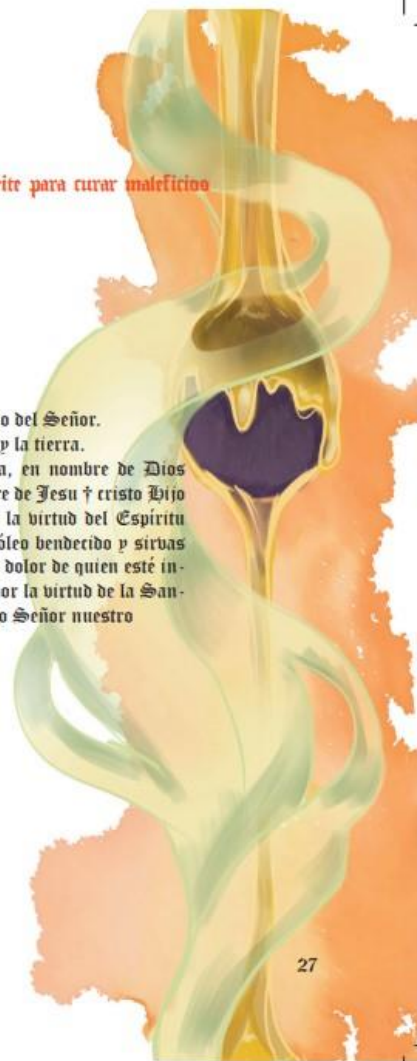 ite para curar maleficios
o del Señor.
y la tierra.
a, en nombre de Dios
re de Jesu † cristo Hijo
la virtud del Espíritu
óleo bendecido y sirvas
dolor de quien esté in-
or la virtud de la San-
o Señor nuestro
27